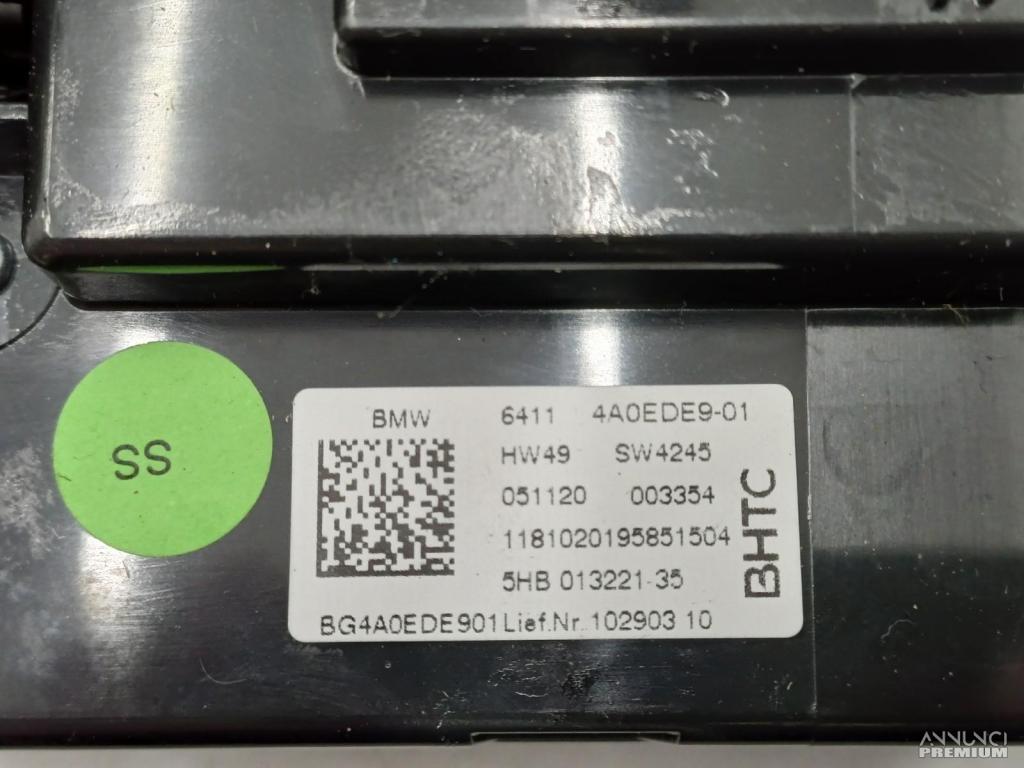 SS
BMW 6411 4A0EDE9-01
HW49 SW4245
051120 003354
1181020195851504
5HB 013221-35
BG4A0EDE901 Lief.Nr. 102903 10
BHTC
ANNUNCI
PREMIUM